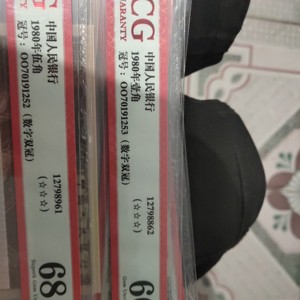 CG
WARRANTY
中国人民银行
1980年壹角
冠号：OO70191253（数字双冠）
12798862
（☆☆☆）
中国人民银行
1980年伍角
冠号：OO70191252（数字双冠）
12798961
（☆☆☆）
68